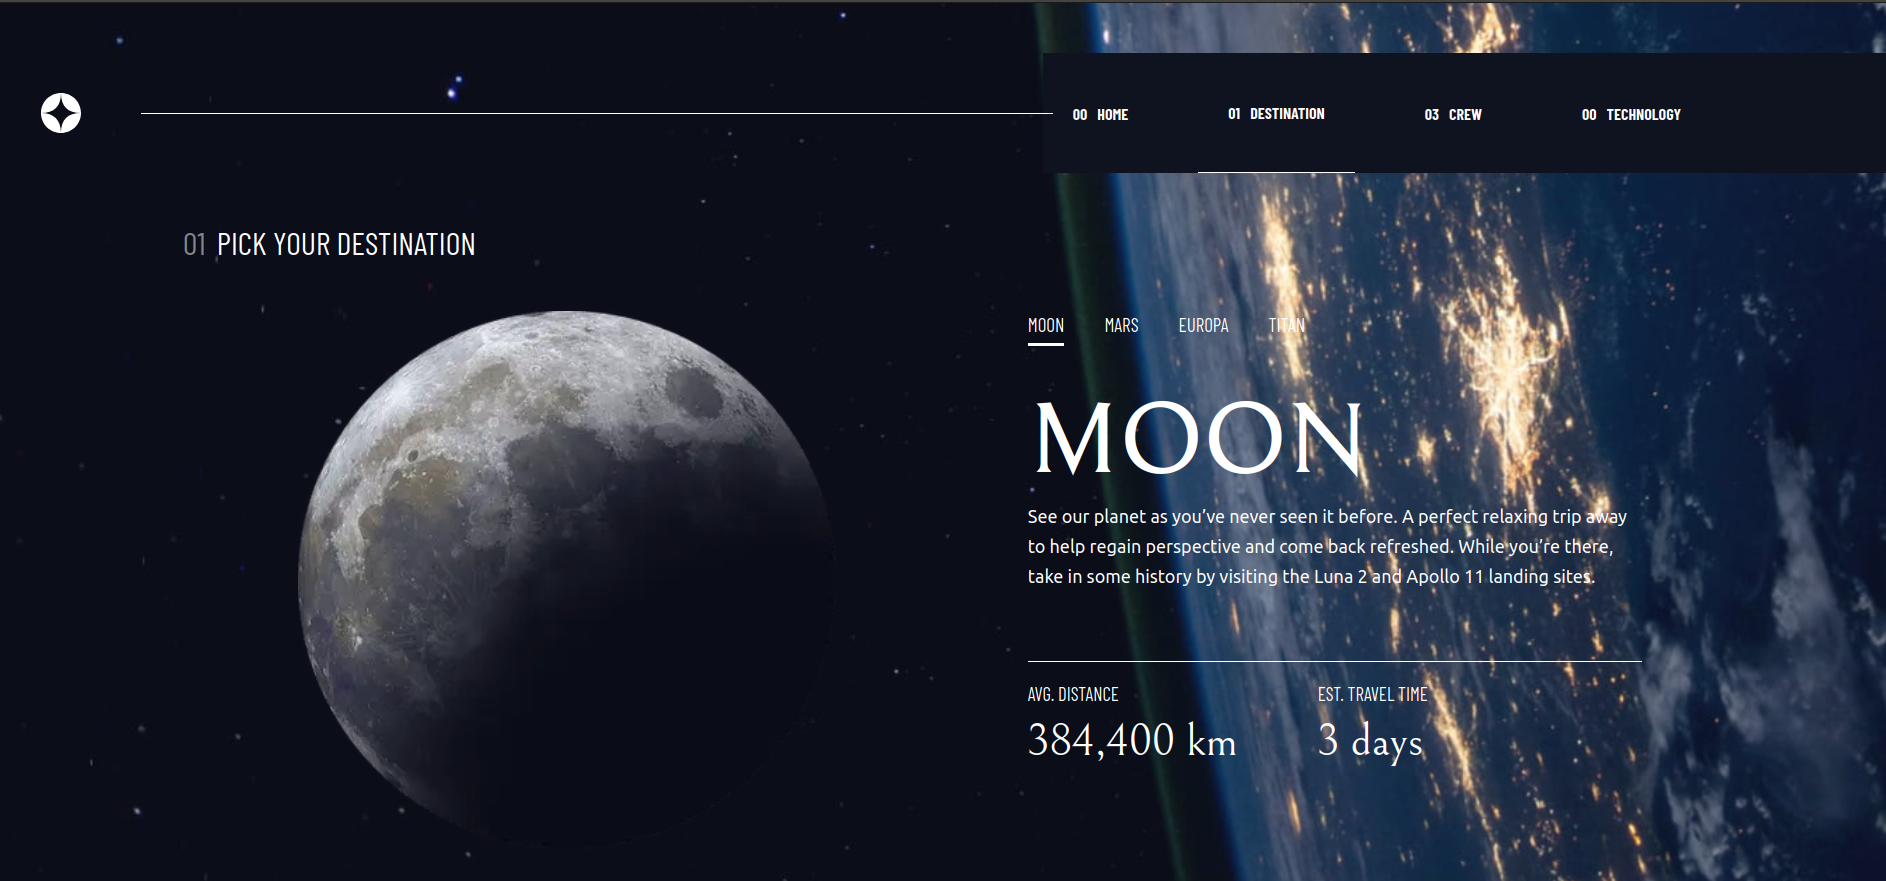 00 HOME 01 DESTINATION 03 CREW 00 TECHNOLOGY
01 PICK YOUR DESTINATION
MOON MARS EUROPA TITAN
MOON
See our planet as you’ve never seen it before. A perfect relaxing trip away
to help regain perspective and come back refreshed. While you’re there,
take in some history by visiting the Luna 2 and Apollo 11 landing sites.
AVG. DISTANCE EST. TRAVEL TIME
384,400 km 3 days